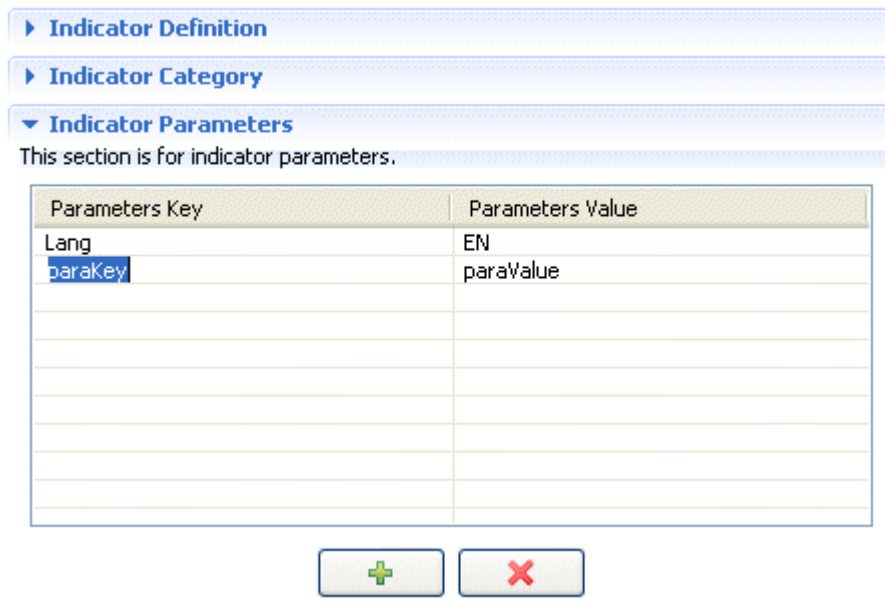 Indicator Definition
Indicator Category
Indicator Parameters
This section is for indicator parameters.
Parameters Key Parameters Value
Lang EN
paraKey paraValue